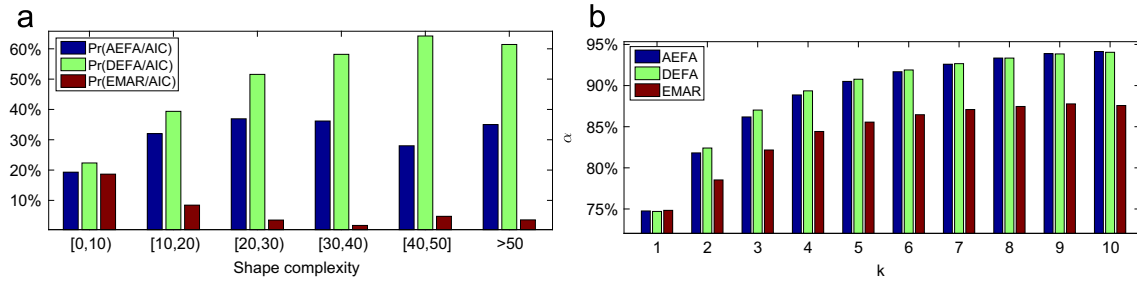 a
60%
50%
40%
30%
20%
10%
Pr(AEFA/AIC)
Pr(DEFA/AIC)
Pr(EMAR/AIC)
[0,10) [10,20) [20,30) [30,40) [40,50] >50
Shape complexity
b
95%
90%
85%
80%
75%
α
AEFA
DEFA
EMAR
1 2 3 4 5 6 7 8 9 10
k